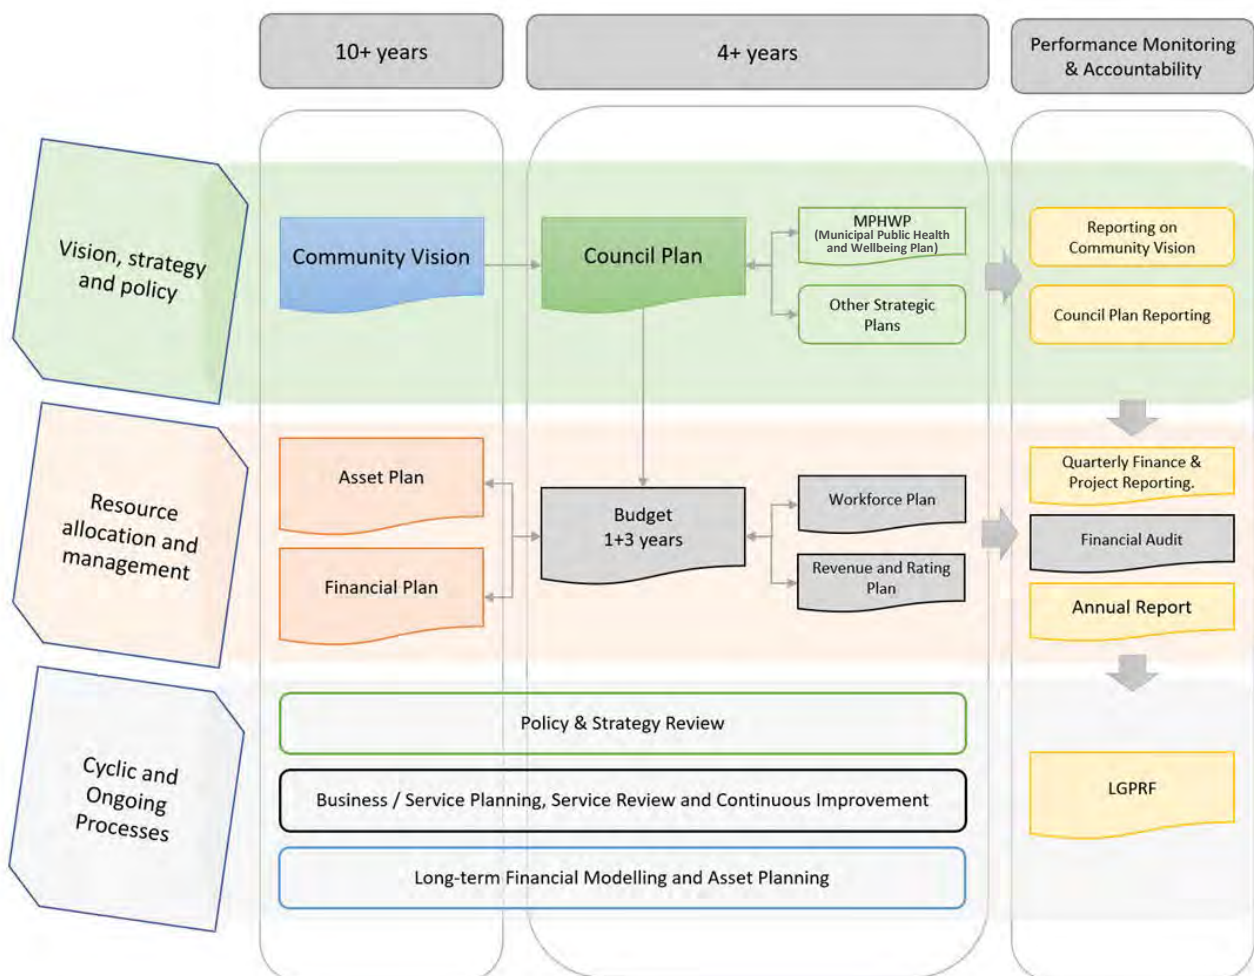 10+ years
4+ years
Performance Monitoring
& Accountability
Vision, strategy
and policy
Community Vision
Council Plan
MPHWP
(Municipal Public Health
and Wellbeing Plan)
Other Strategic
Plans
Reporting on
Community Vision
Council Plan Reporting
Resource
allocation and
management
Asset Plan
Financial Plan
Budget
1+3 years
Workforce Plan
Revenue and Rating
Plan
Quarterly Finance &
Project Reporting.
Financial Audit
Annual Report
Cyclic and
Ongoing
Processes
Policy & Strategy Review
Business / Service Planning, Service Review and Continuous Improvement
Long-term Financial Modelling and Asset Planning
LGPRF